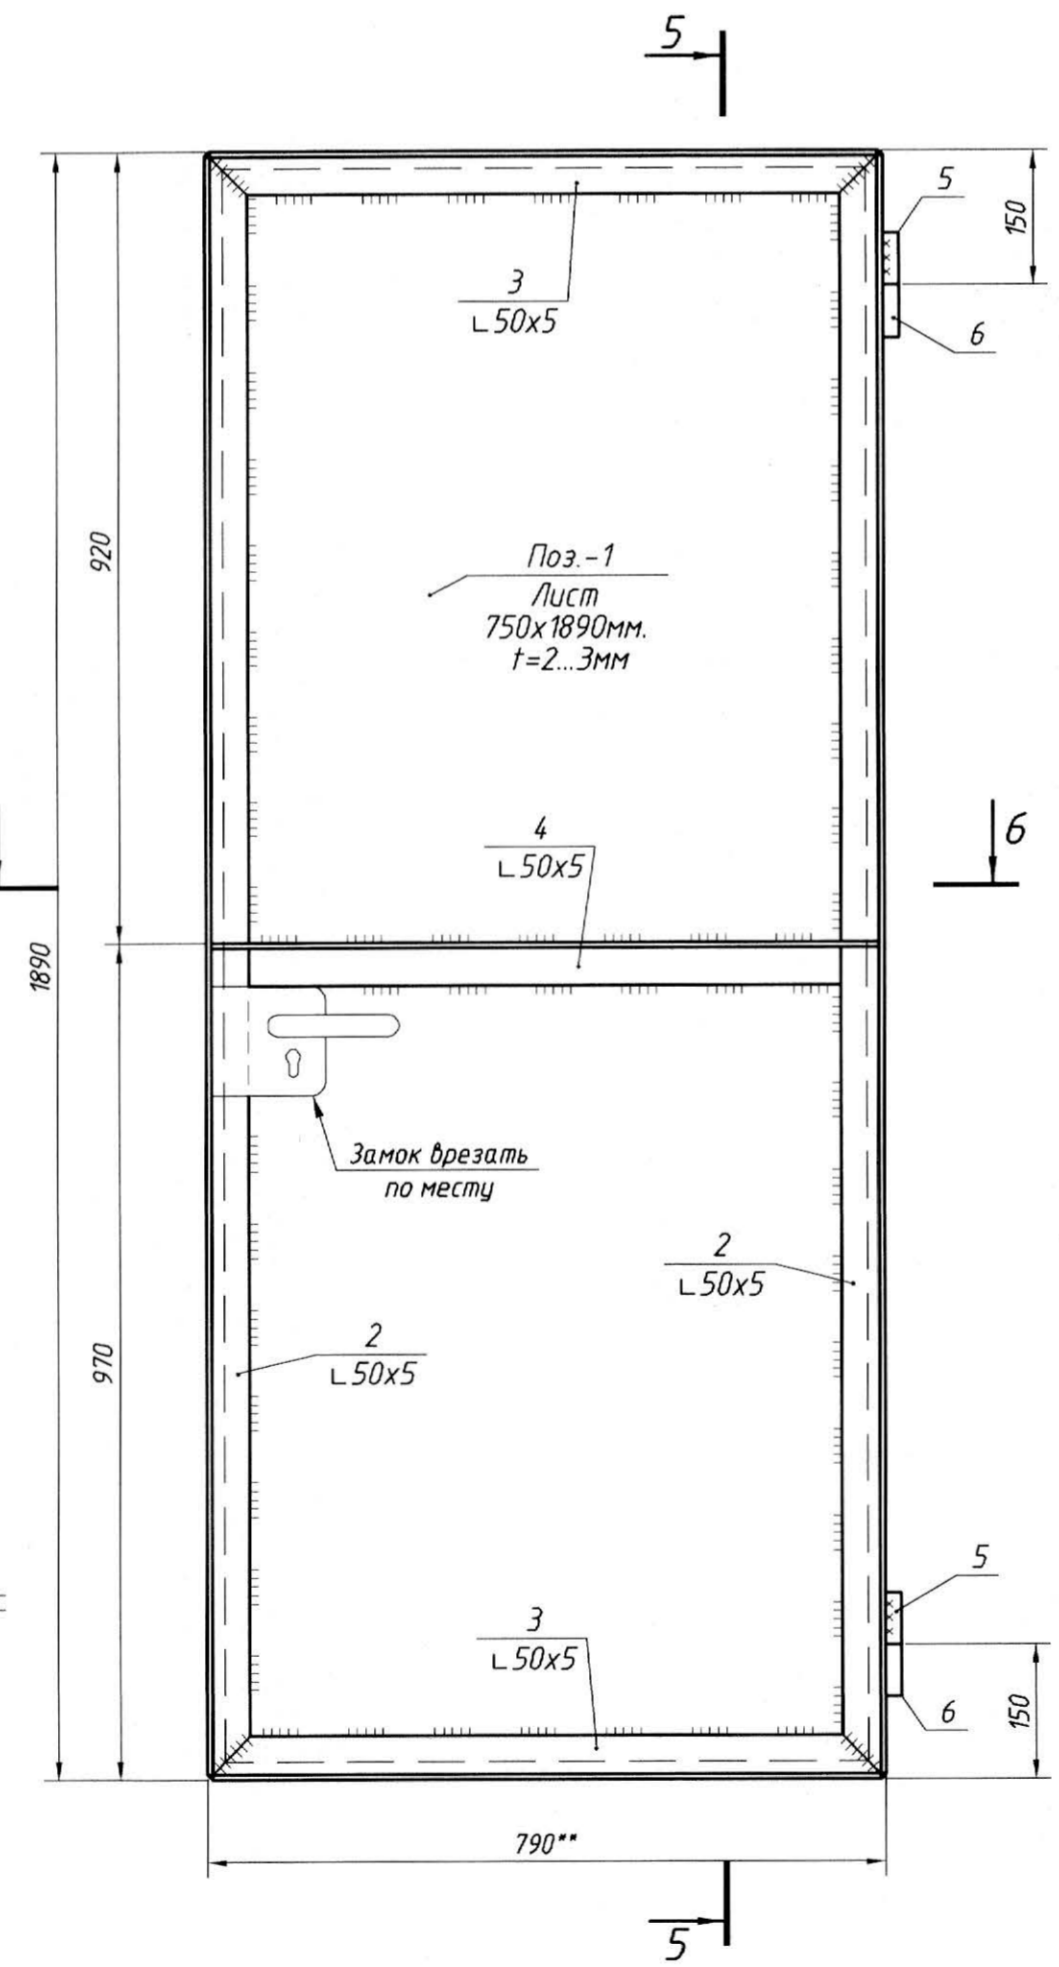 5
5
150
3
∟50x5
6
920
Поз.-1
Лист
750x1890мм.
t=2...3мм
4
∟50x5
6
1890
Замок врезать
по месту
2
∟50x5
2
∟50x5
970
5
3
∟50x5
6
150
790**
5